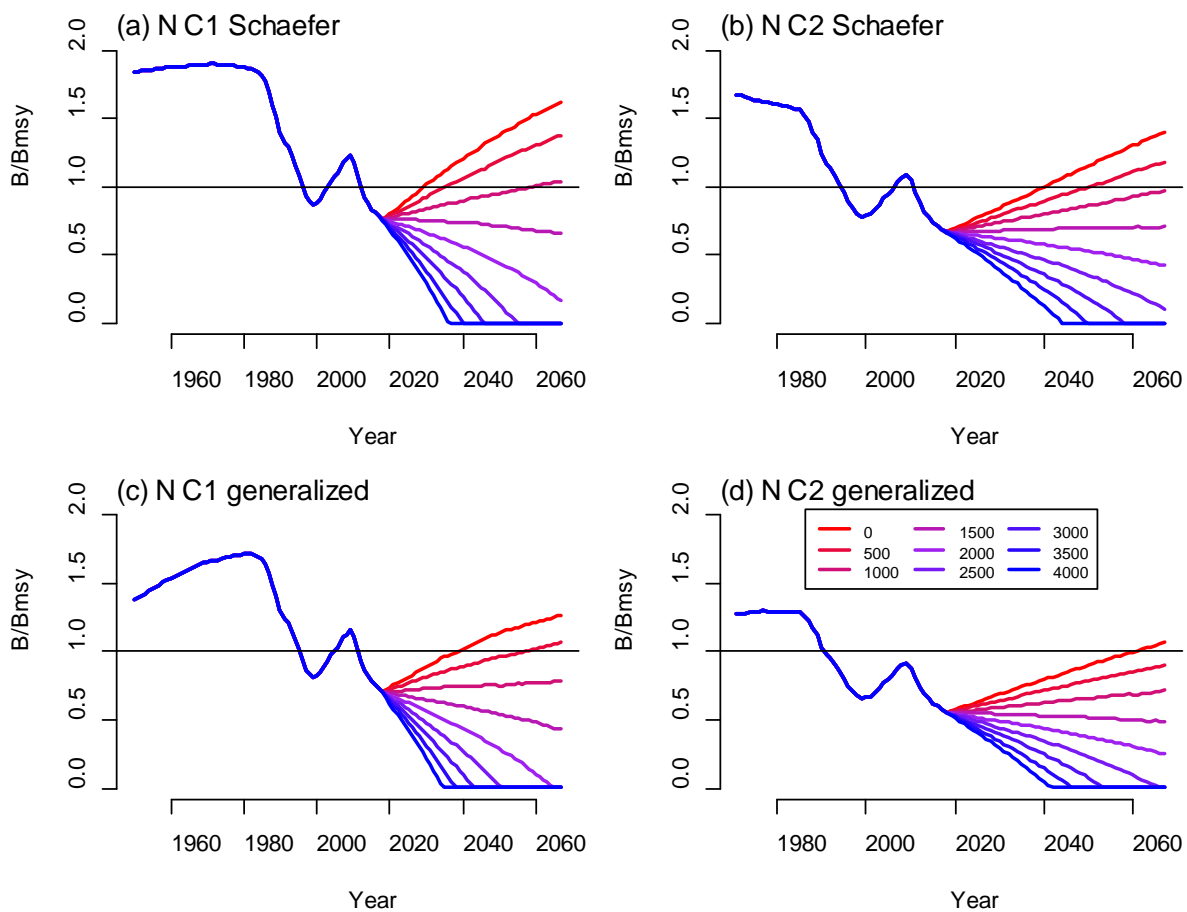 (a) N C1 Schaefer
B/Bmsy
0.0 0.5 1.0 1.5 2.0
1960 1980 2000 2020 2040 2060
Year
(b) N C2 Schaefer
B/Bmsy
0.0 0.5 1.0 1.5 2.0
1980 2000 2020 2040 2060
Year
(c) N C1 generalized
B/Bmsy
0.0 0.5 1.0 1.5 2.0
1960 1980 2000 2020 2040 2060
Year
(d) N C2 generalized
B/Bmsy
0.0 0.5 1.0 1.5 2.0
0 1500 3000
500 2000 3500
1000 2500 4000
1980 2000 2020 2040 2060
Year